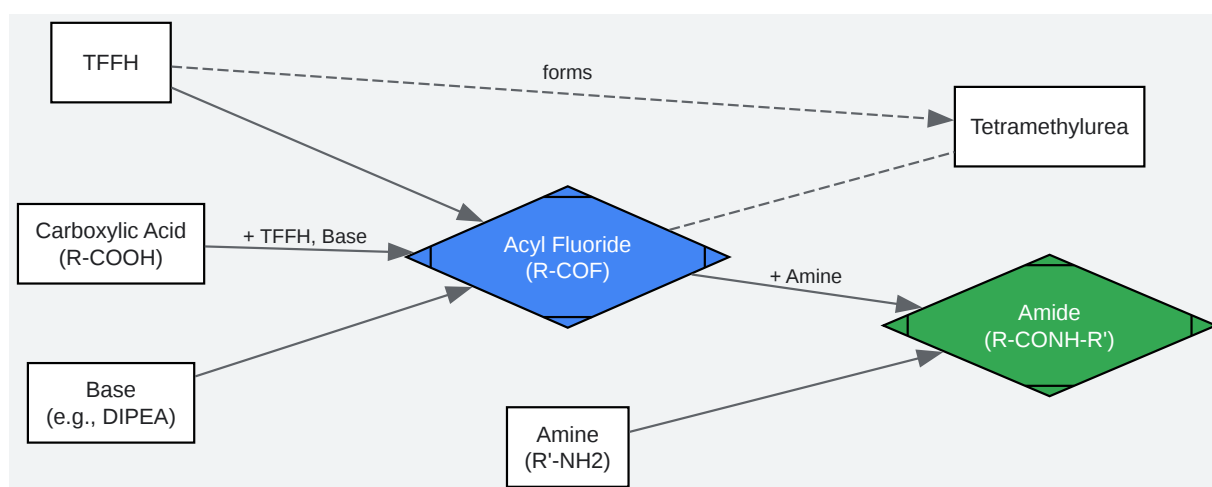 TFFH
forms
Tetramethylurea
Carboxylic Acid
(R-COOH)
+ TFFH, Base
Acyl Fluoride
(R-COF)
+ Amine
Amide
(R-CONH-R')
Base
(e.g., DIPEA)
Amine
(R'-NH2)